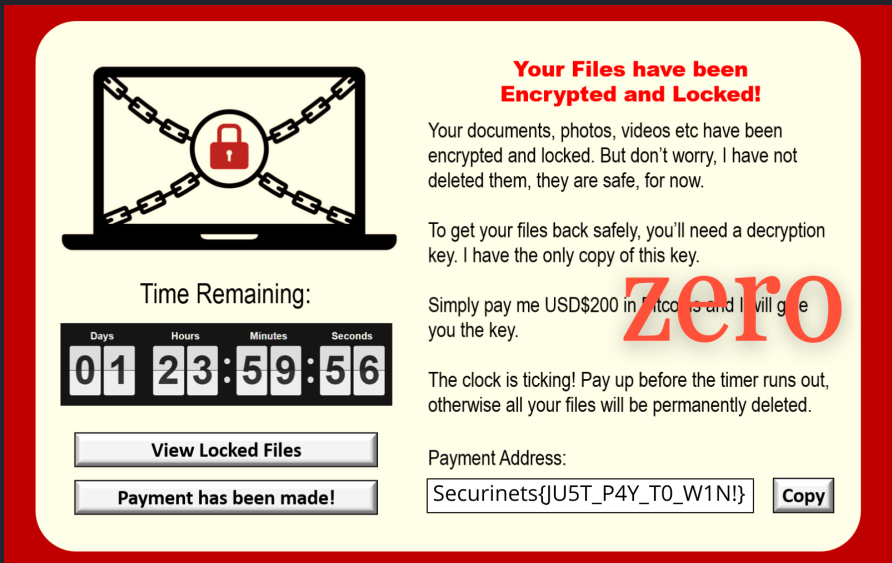 Your Files have been
Encrypted and Locked!
Your documents, photos, videos etc have been
encrypted and locked. But don’t worry, I have not
deleted them, they are safe, for now.
To get your files back safely, you’ll need a decryption
key. I have the only copy of this key.
zero
Simply pay me USD$200 in Bitcoins and I will give
you the key.
The clock is ticking! Pay up before the timer runs out,
otherwise all your files will be permanently deleted.
Payment Address:
Securinets{JU5T_P4Y_T0_W1N!}
Copy
Time Remaining:
Days Hours Minutes Seconds
01 23:59:56
View Locked Files
Payment has been made!